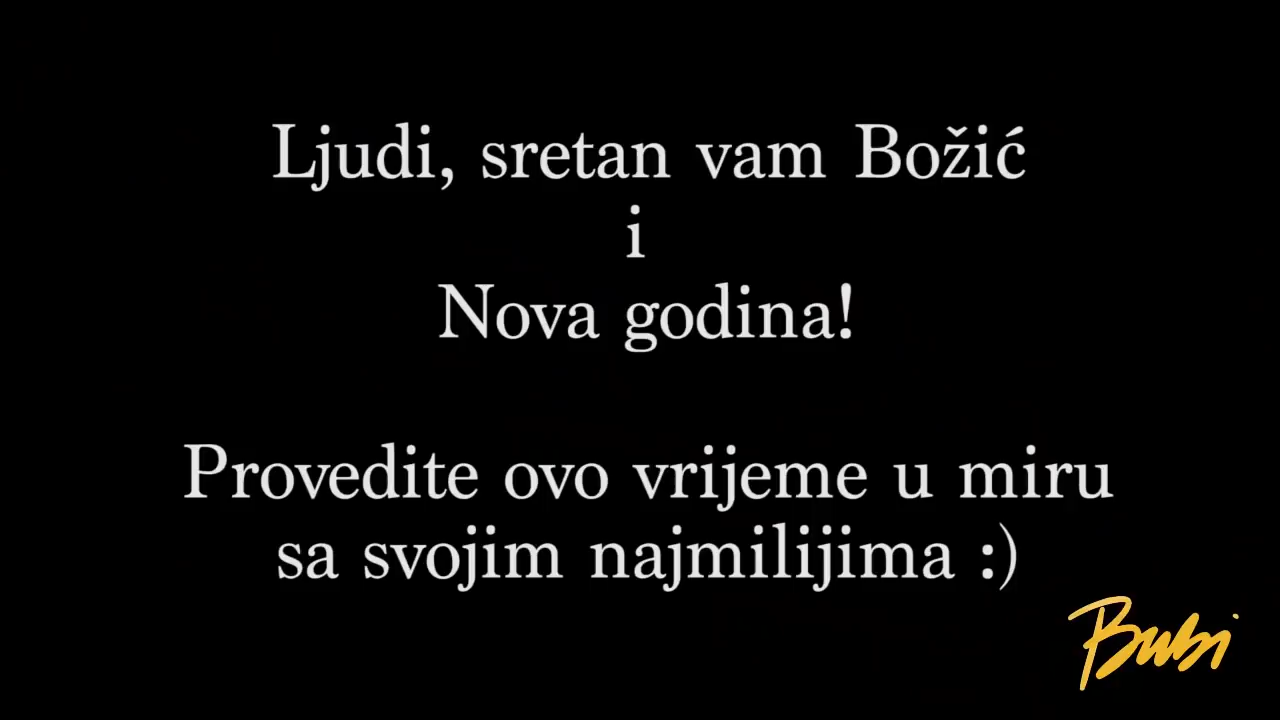 Ljudi, sretan vam Božić
i
Nova godina!
Provedite ovo vrijeme u miru
sa svojim najmilijima :)
Bubi